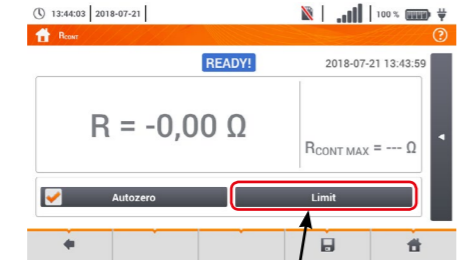 13:44:03 2018-07-21 100 %
RCONT
READY! 2018-07-21 13:43:59
R = -0,00 Ω
RCONT MAX = --- Ω
Autozero Limit